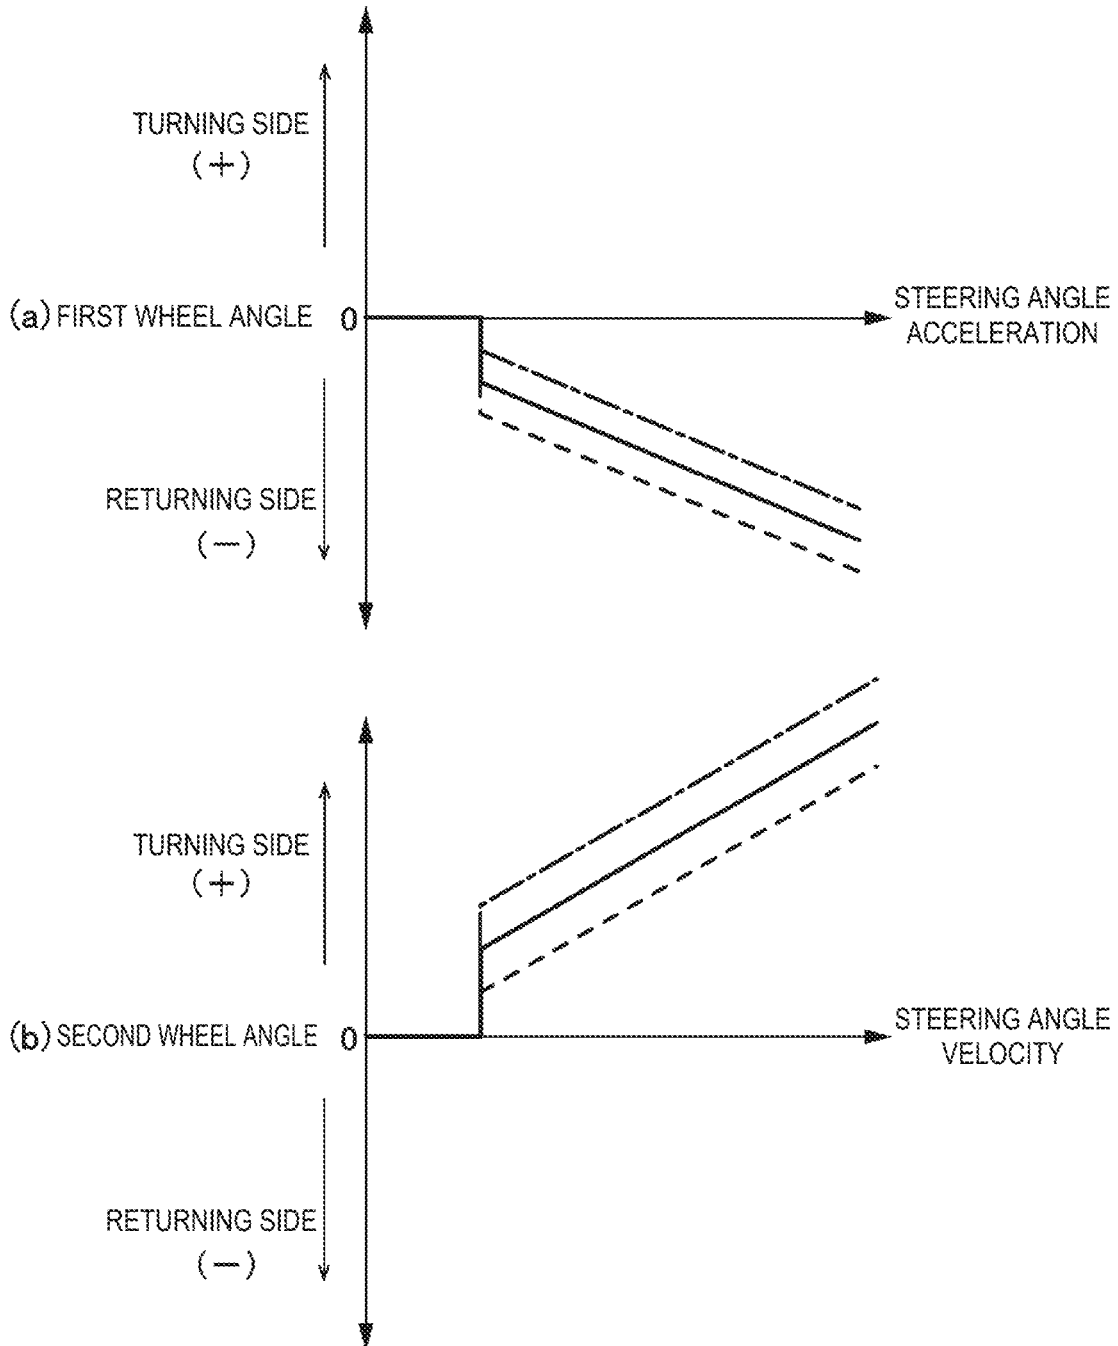 TURNING SIDE
(+)
(a) FIRST WHEEL ANGLE 0
STEERING ANGLE
ACCELERATION
RETURNING SIDE
(−)
TURNING SIDE
(+)
(b) SECOND WHEEL ANGLE 0
STEERING ANGLE
VELOCITY
RETURNING SIDE
(−)